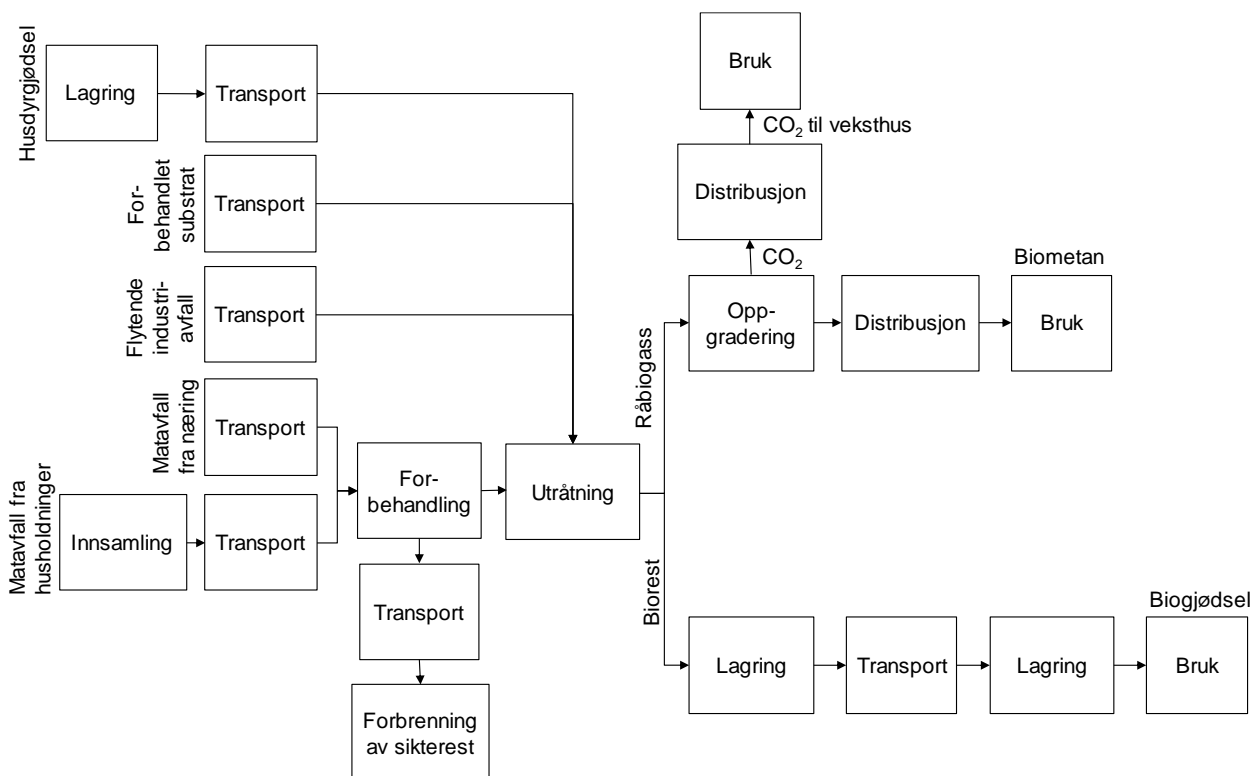 Husdyrgjødsel
Lagring
Transport
For-
behandlet
substrat
Transport
Flytende
industri-
avfall
Transport
Matavfall
fra næring
Transport
Matavfall fra
husholdninger
Innsamling
Transport
For-
behandling
Transport
Forbrenning
av sikterest
Utråtning
Råbiogass
Opp-
gradering
CO₂
Distribusjon
CO₂ til veksthus
Bruk
Distribusjon
Biometan
Bruk
Biorest
Lagring
Transport
Lagring
Biogjødsel
Bruk